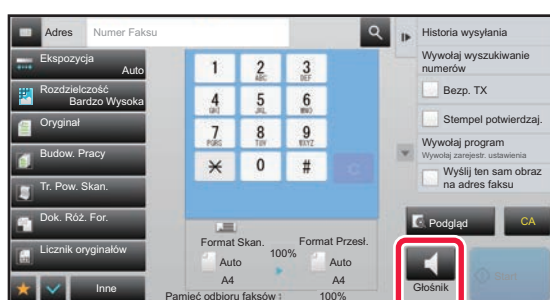 Adres Numer Faksu
Ekspozycja
Auto
Rozdzielczość
Bardzo Wysoka
Oryginał
Budow. Pracy
Tr. Pow. Skan.
Dok. Róż. For.
Licznik oryginałów
Inne
1 2 3
ABC DEF
4 5 6
GHI JKL MNO
7 8 9
PQRS TUV WXYZ
0 #
C
Format Skan. 100% Format Przesł.
Auto Auto
A4 A4
Pamięć odbioru faksów : 100%
Historia wysyłania
Wywołaj wyszukiwanie
numerów
Bezp. TX
Stempel potwierdzaj.
Wywołaj program
Wywołaj zarejestr. ustawienia
Wyślij ten sam obraz
na adres faksu
Podgląd CA
Głośnik
Start